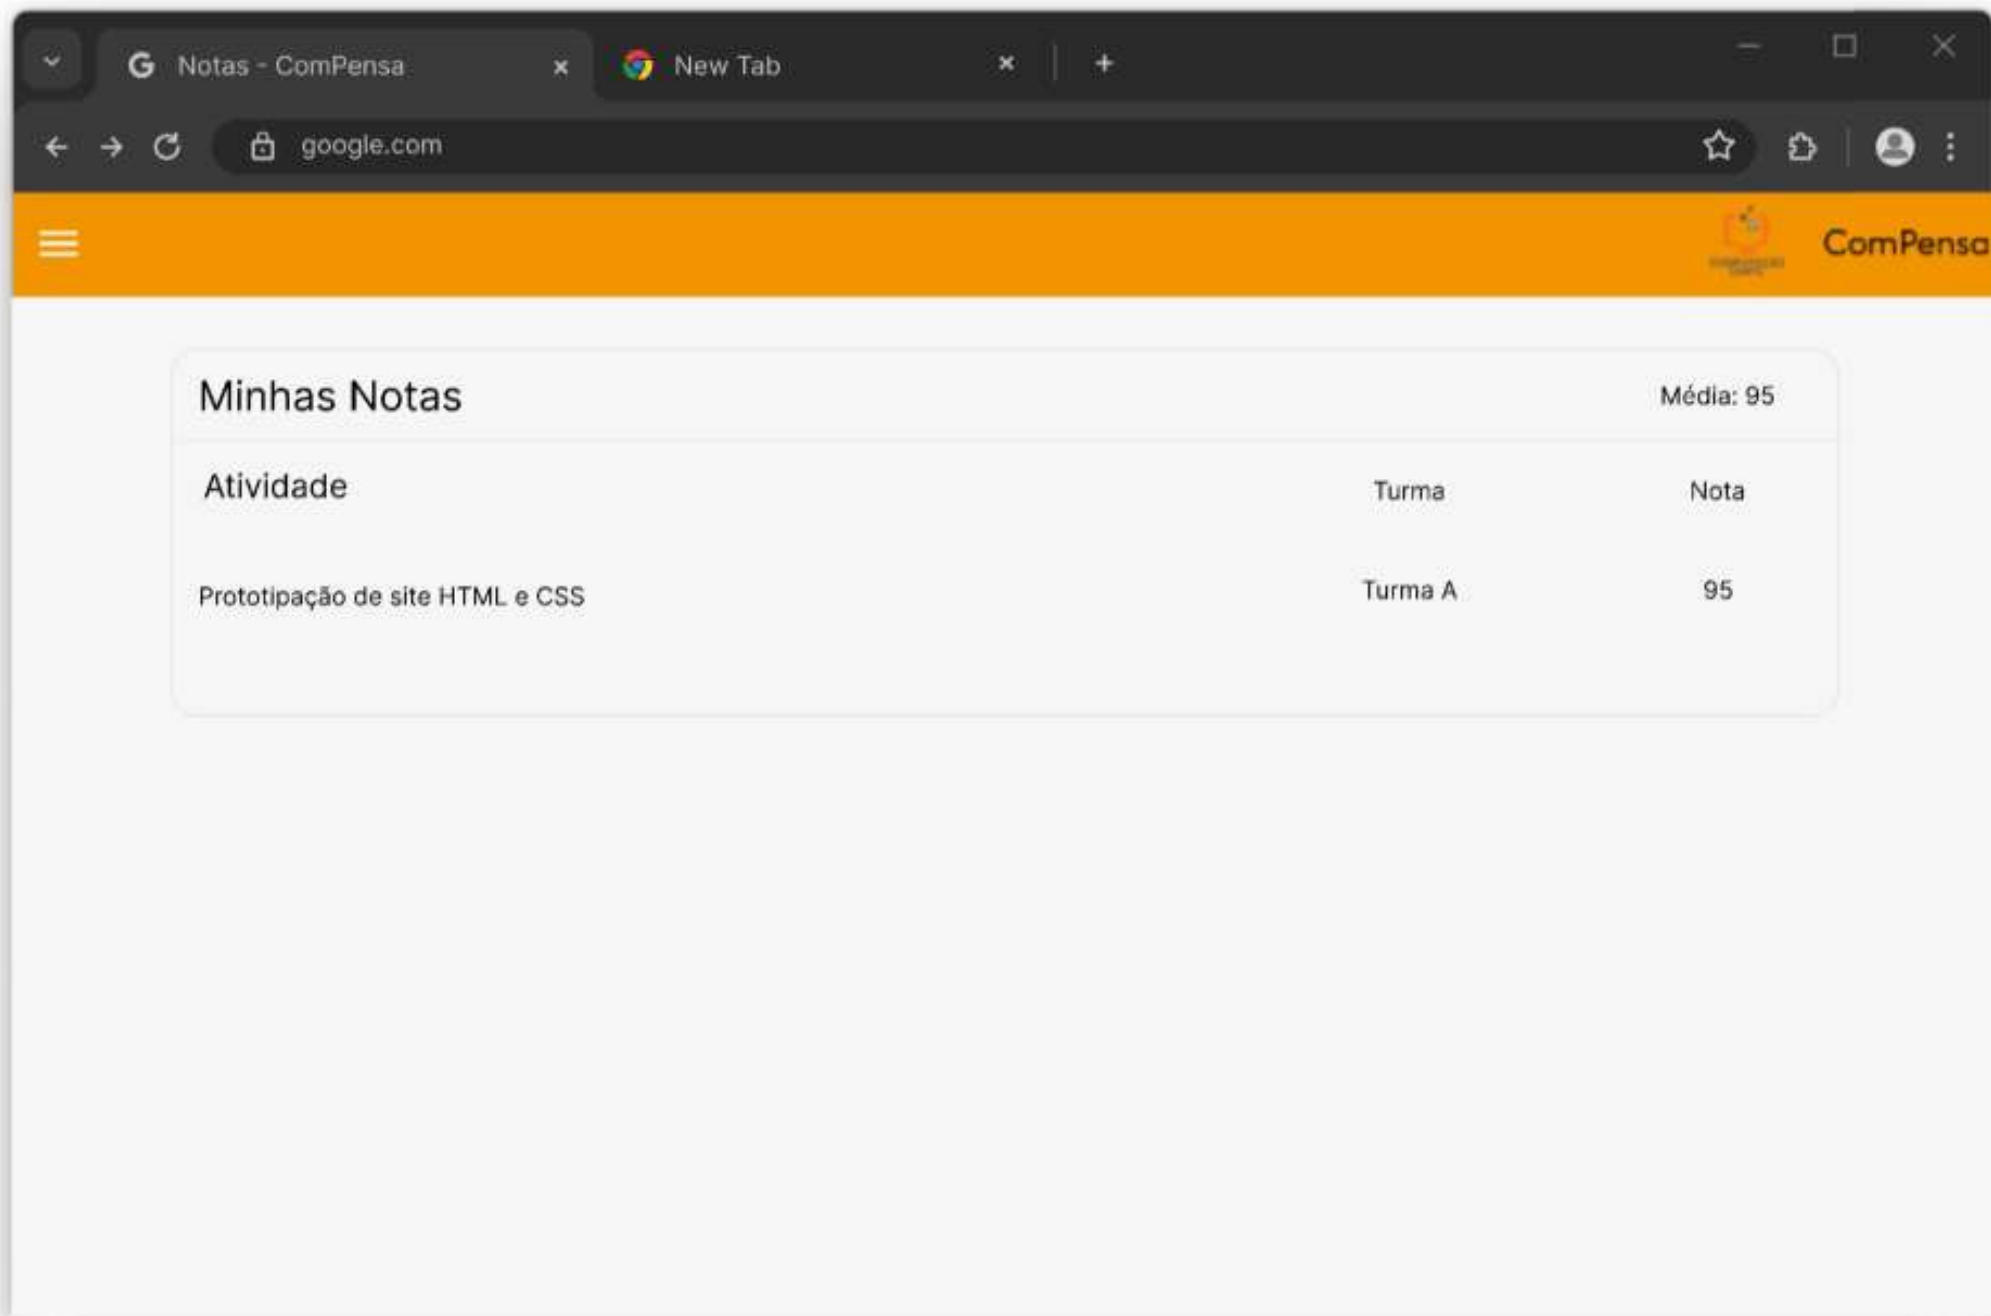 Notas - ComPensa
New Tab
google.com
ComPensa
Minhas Notas
Média: 95
Atividade
Turma
Nota
Prototipação de site HTML e CSS
Turma A
95